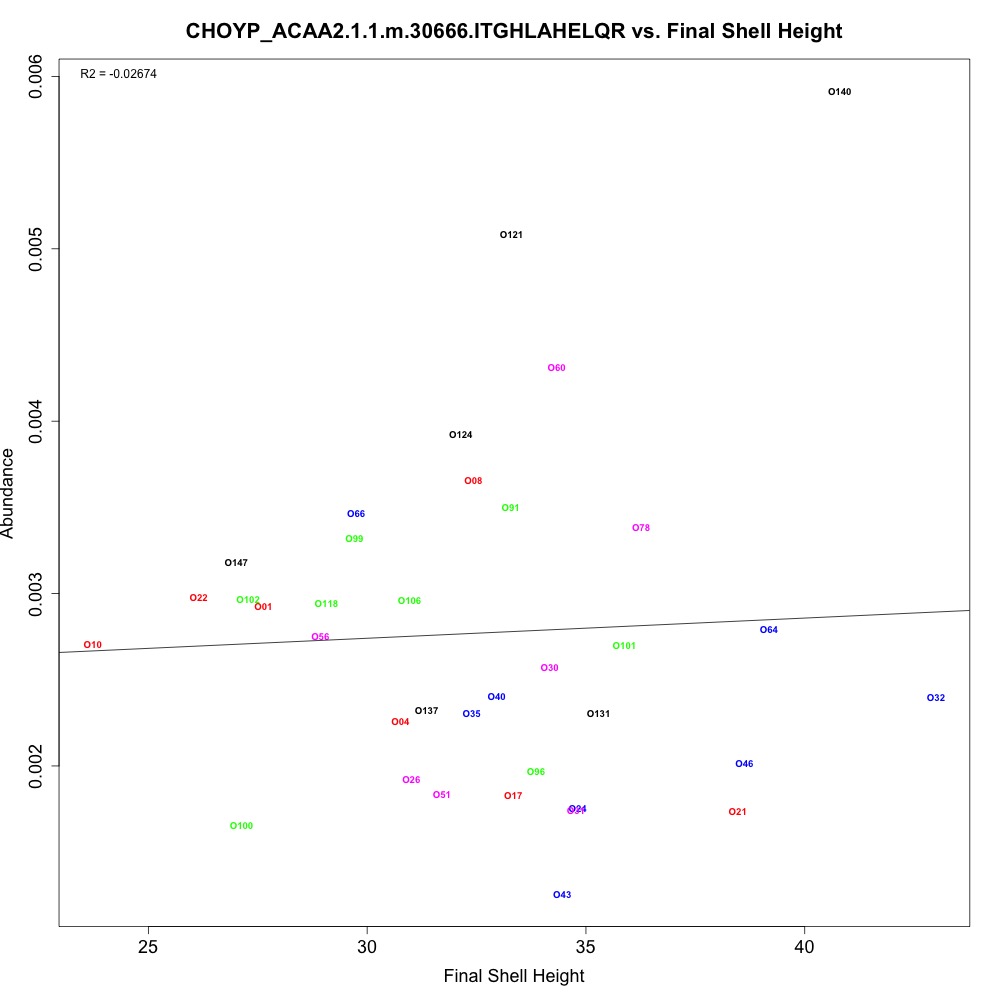 CHOYP_ACAA2.1.1.m.30666.ITGHLAHELQR vs. Final Shell Height
R2 = -0.02674
0.006
O140
O121
0.005
O60
0.004
O124
O08
O91
O66
O78
O99
O147
0.003
O22
O102
O01
O118
O106
O56
O64
O10
O101
O30
O40
O32
O137
O35
O131
O04
0.002
O46
O96
O26
O51
O17
O24
O21
O100
O43
Abundance
25
30
35
40
Final Shell Height